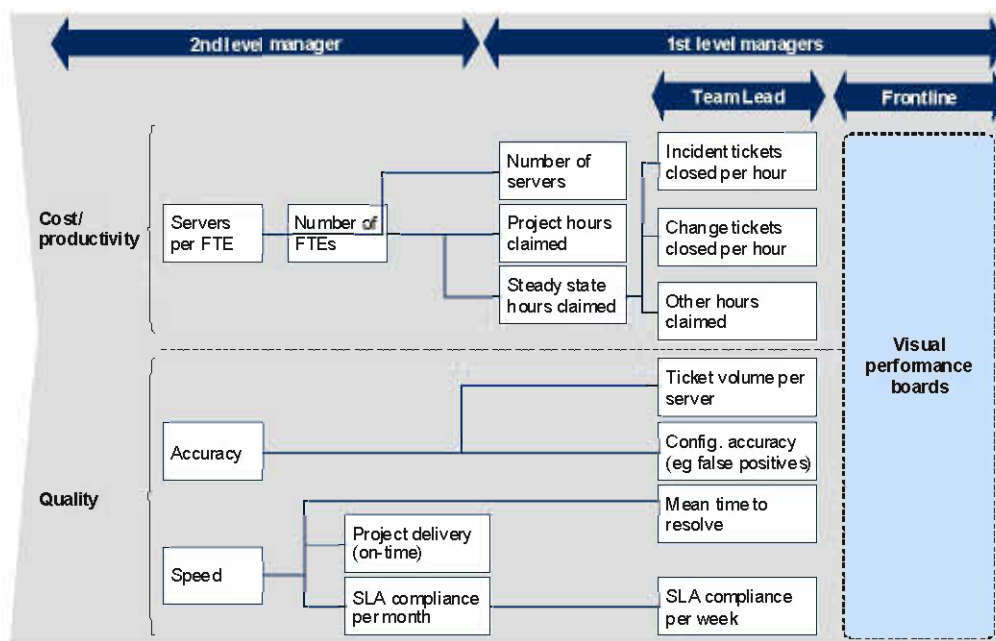 2nd level manager
1st level managers
Team Lead
Frontline
Cost/
productivity
Servers
per FTE
Number of
FTEs
Number of
servers
Project hours
claimed
Steady state
hours claimed
Incident tickets
closed per hour
Change tickets
closed per hour
Other hours
claimed
Visual
performance
boards
Quality
Accuracy
Ticket volume per
server
Config. accuracy
(eg false positives)
Speed
Mean time to
resolve
Project delivery
(on-time)
SLA compliance
per month
SLA compliance
per week